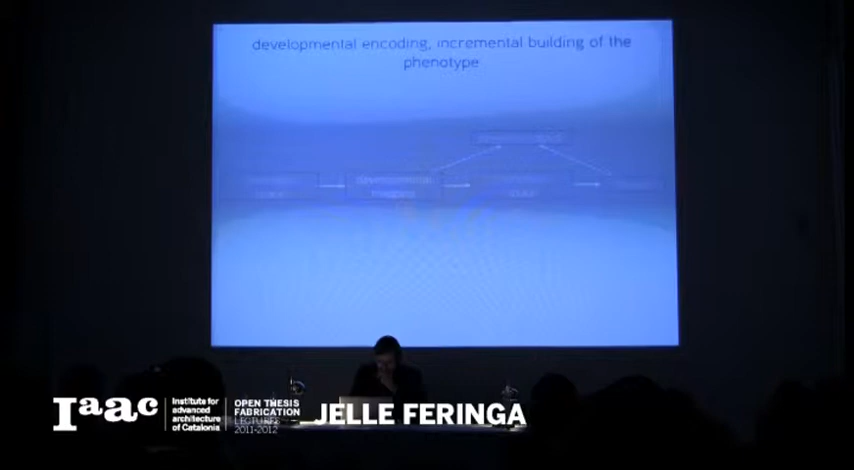 developmental encoding, incremental building of the
phenotype
Iaac
Institute for
advanced
architecture
of Catalonia
OPEN THESIS
FABRICATION
LECTURES
2011-2012
JELLE FERINGA